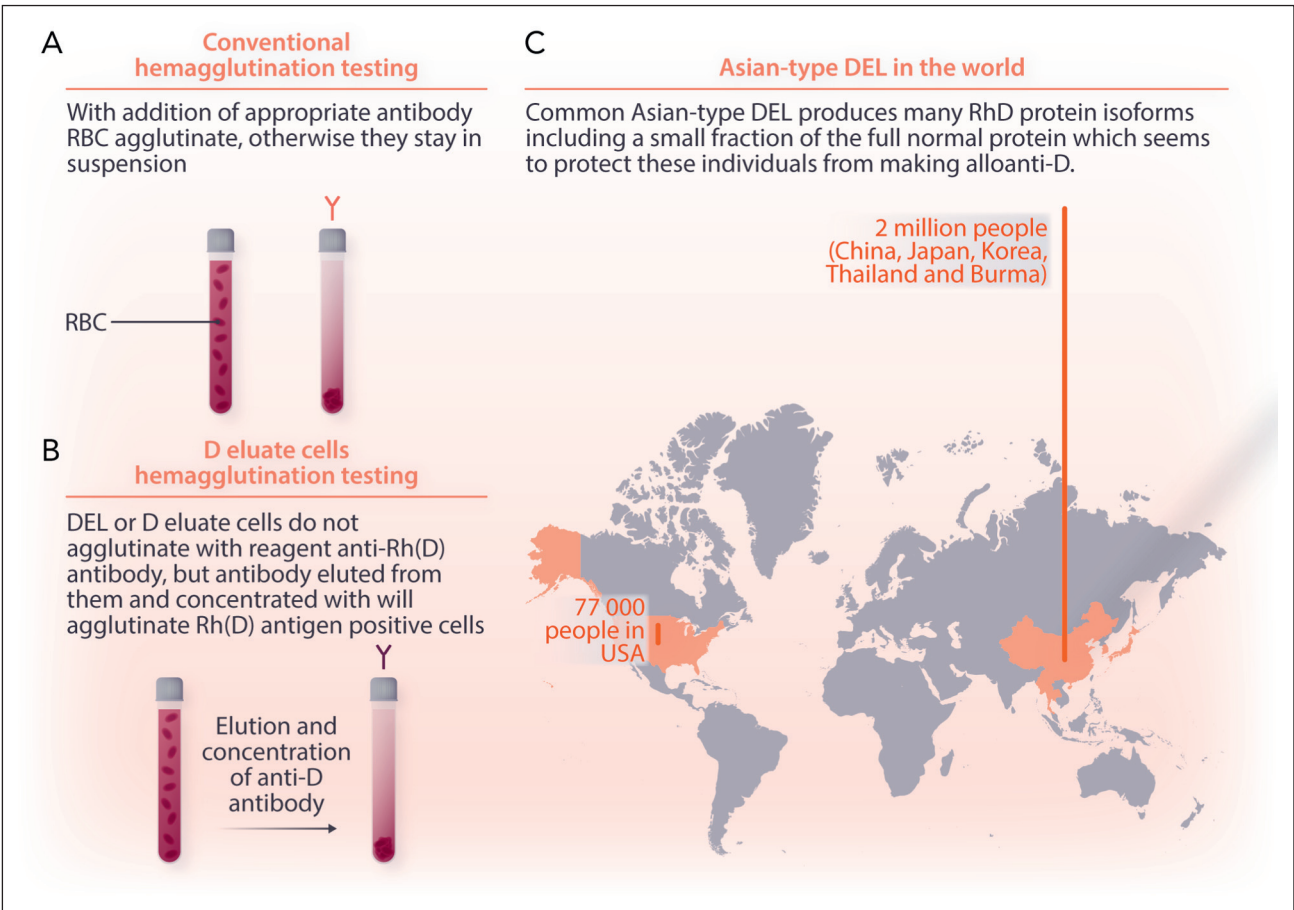 A
Conventional
hemagglutination testing
With addition of appropriate antibody
RBC agglutinate, otherwise they stay in
suspension
RBC
B
D eluate cells
hemagglutination testing
DEL or D eluate cells do not
agglutinate with reagent anti-Rh(D)
antibody, but antibody eluted from
them and concentrated with will
agglutinate Rh(D) antigen positive cells
Elution and
concentration
of anti-D
antibody
C
Asian-type DEL in the world
Common Asian-type DEL produces many RhD protein isoforms
including a small fraction of the full normal protein which seems
to protect these individuals from making alloanti-D.
2 million people
(China, Japan, Korea,
Thailand and Burma)
77 000
people in
USA